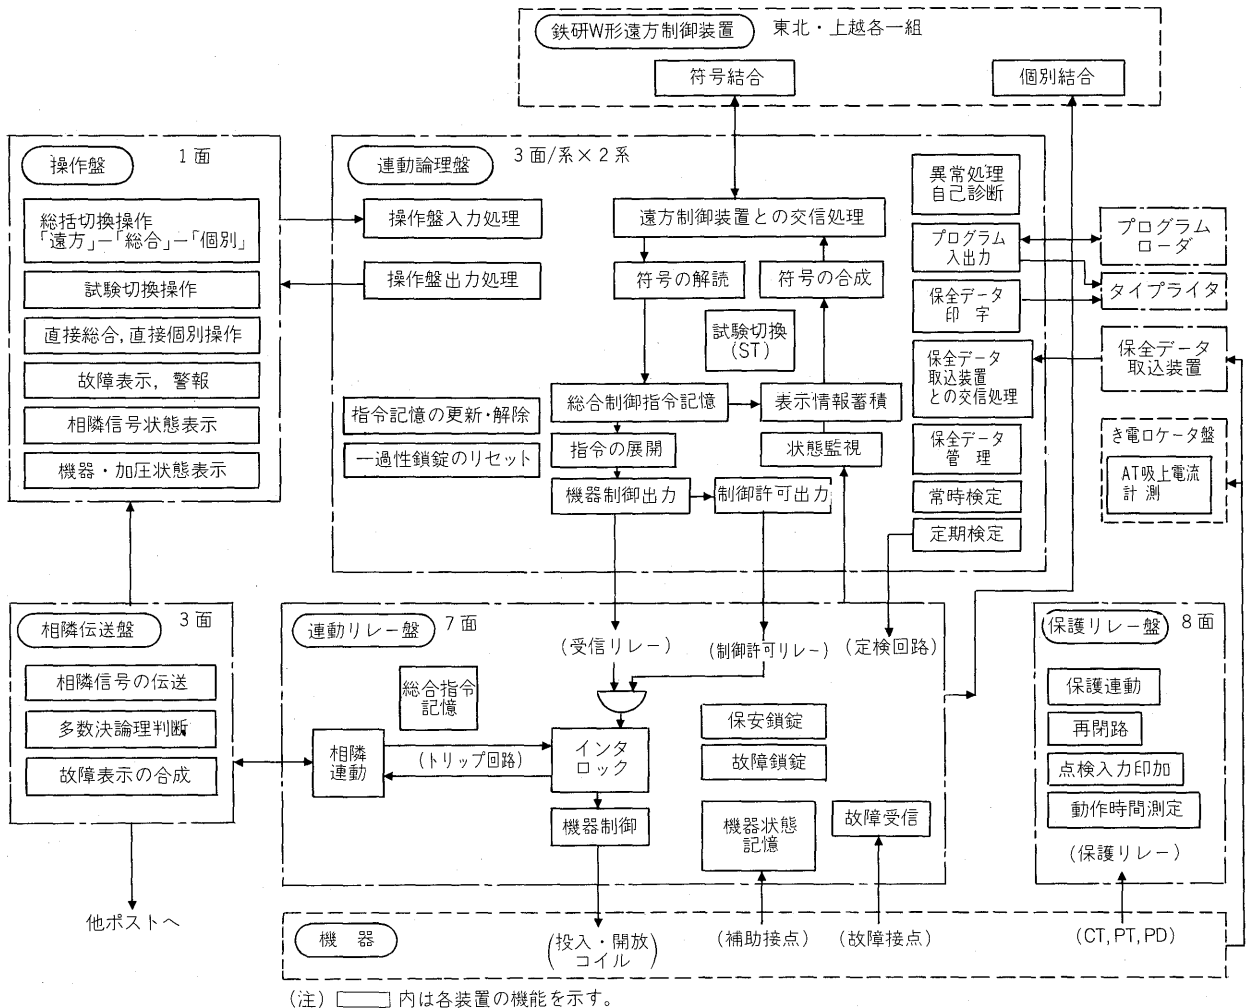 鉄研W形遠方制御装置 東北・上越各一組
符号結合
個別結合
操作盤
1面
総括切換操作
「遠方」―「総合」―「個別」
試験切換操作
直接総合,直接個別操作
故障表示,警報
相隣信号状態表示
機器・加圧状態表示
連動論理盤
3面/系×2系
操作盤入力処理
操作盤出力処理
遠方制御装置との交信処理
符号の解読
符号の合成
試験切換
(ST)
総合制御指令記憶
表示情報蓄積
指令記憶の更新・解除
一過性鎖錠のリセット
指令の展開
状態監視
機器制御出力
制御許可出力
異常処理
自己診断
プログラム
入出力
保全データ
印 字
保全データ
取込装置
との交信処理
保全データ
管 理
常時検定
定期検定
プログラム
ローダ
タイプライタ
保全データ
取込装置
き電ロケータ盤
AT吸上電流
計 測
相隣伝送盤
3面
相隣信号の伝送
多数決論理判断
故障表示の合成
他ポストへ
連動リレー盤
7面
(受信リレー)
(制御許可リレー)
(定検回路)
総合指令
記憶
相隣
連動
(トリップ回路)
インタ
ロック
機器制御
保安鎖錠
故障鎖錠
機器状態
記憶
故障受信
保護リレー盤
8面
保護連動
再閉路
点検入力印加
動作時間測定
(保護リレー)
機 器
(投入・開放
コイル)
(補助接点)
(故障接点)
(CT, PT, PD)
(注) 内は各装置の機能を示す。